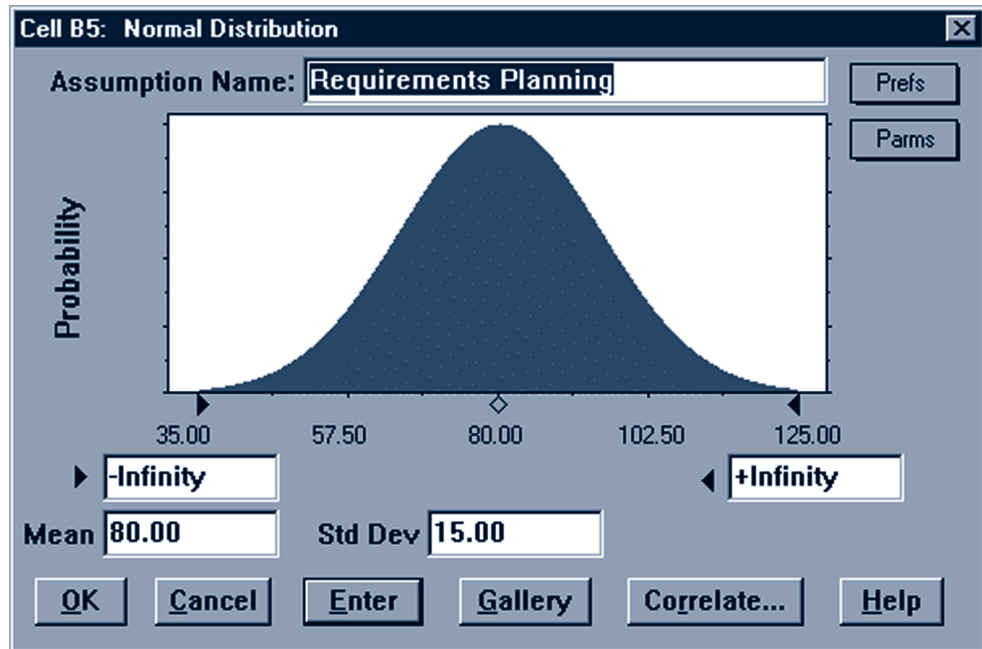 Cell B5: Normal Distribution
Assumption Name: Requirements Planning
Prefs
Parms
Probability
35.00 57.50 80.00 102.50 125.00
-Infinity +Infinity
Mean 80.00 Std Dev 15.00
OK Cancel Enter Gallery Correlate... Help